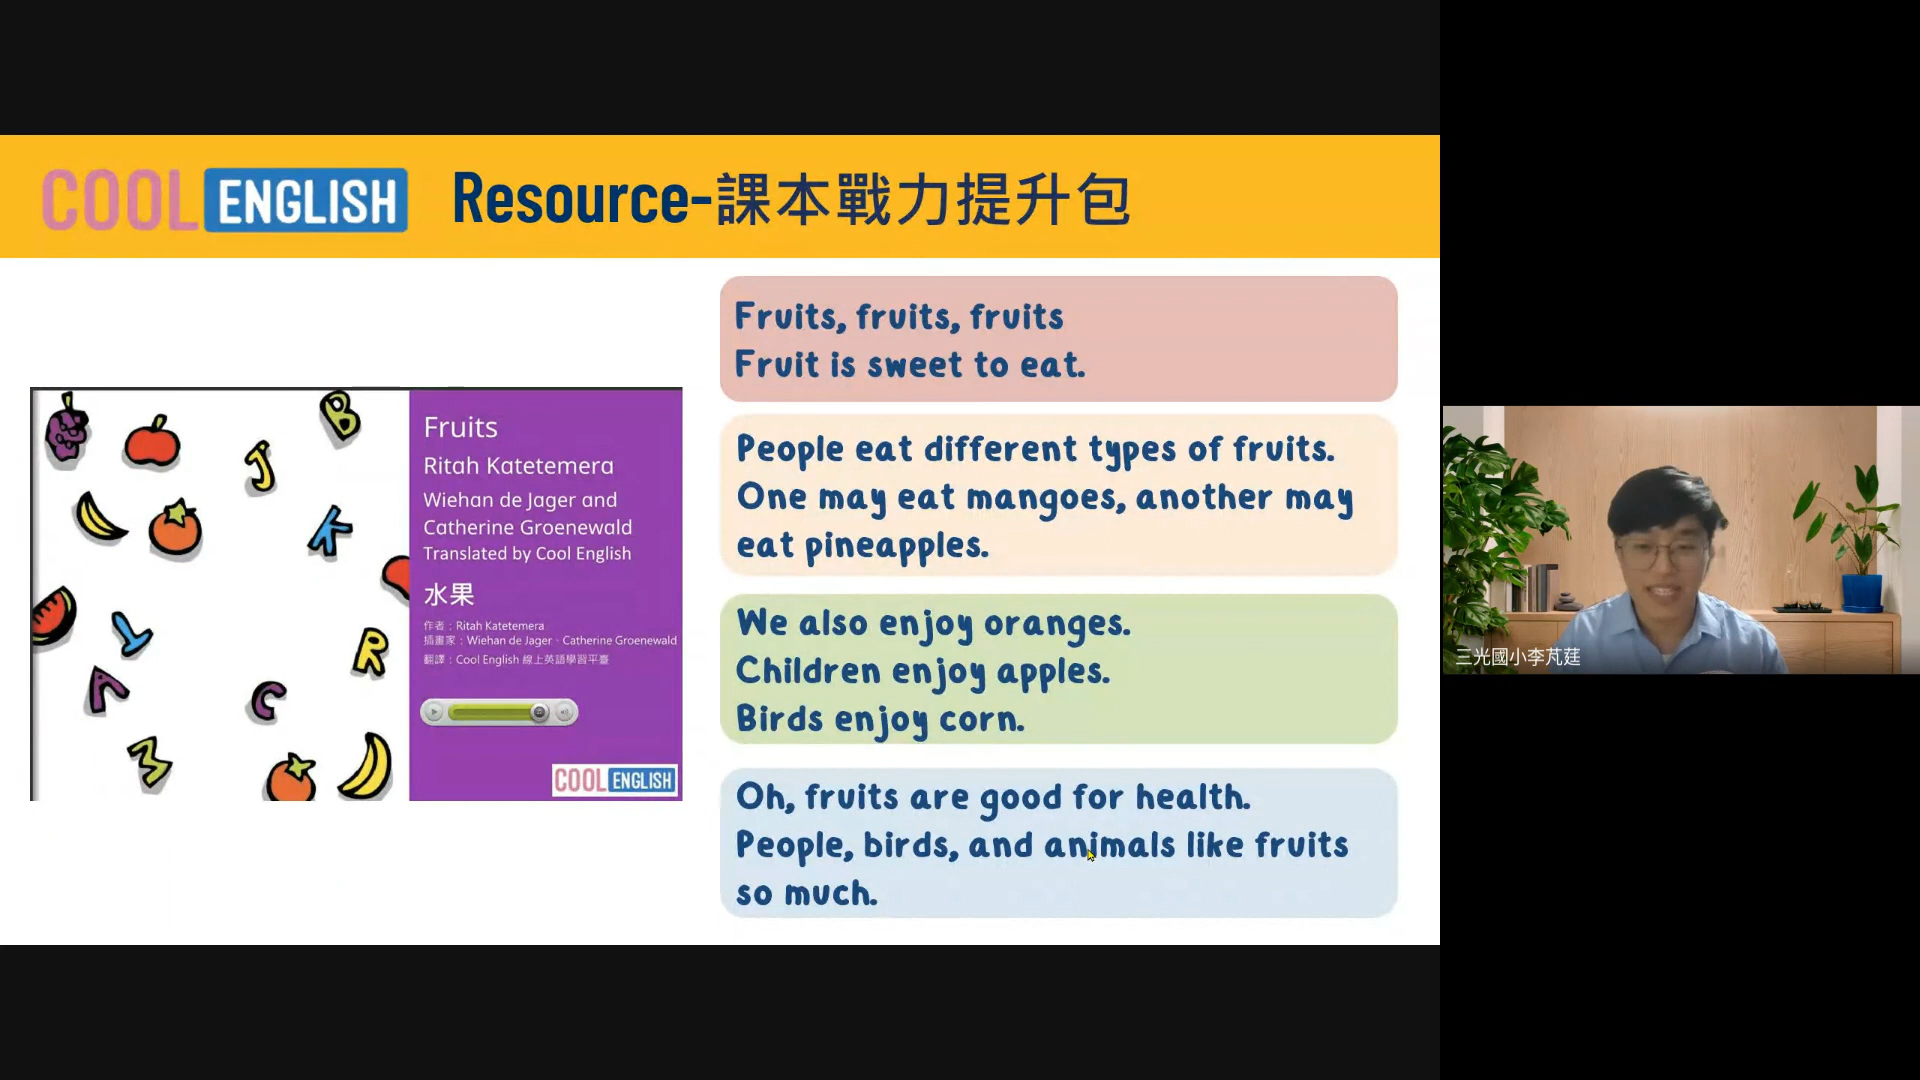 COOL ENGLISH Resource-課本戰力提升包
Fruits
Ritah Katetemera
Wiehan de Jager and
Catherine Groenewald
Translated by Cool English
水果
作者：Ritah Katetemera
插畫家：Wiehan de Jager、Catherine Groenewald
翻譯：Cool English 線上英語學習平臺
COOL ENGLISH
B
J
K
Y
R
A
C
M
Fruits, fruits, fruits
Fruit is sweet to eat.
People eat different types of fruits.
One may eat mangoes, another may
eat pineapples.
We also enjoy oranges.
Children enjoy apples.
Birds enjoy corn.
Oh, fruits are good for health.
People, birds, and animals like fruits
so much.
三光國小李芃莛